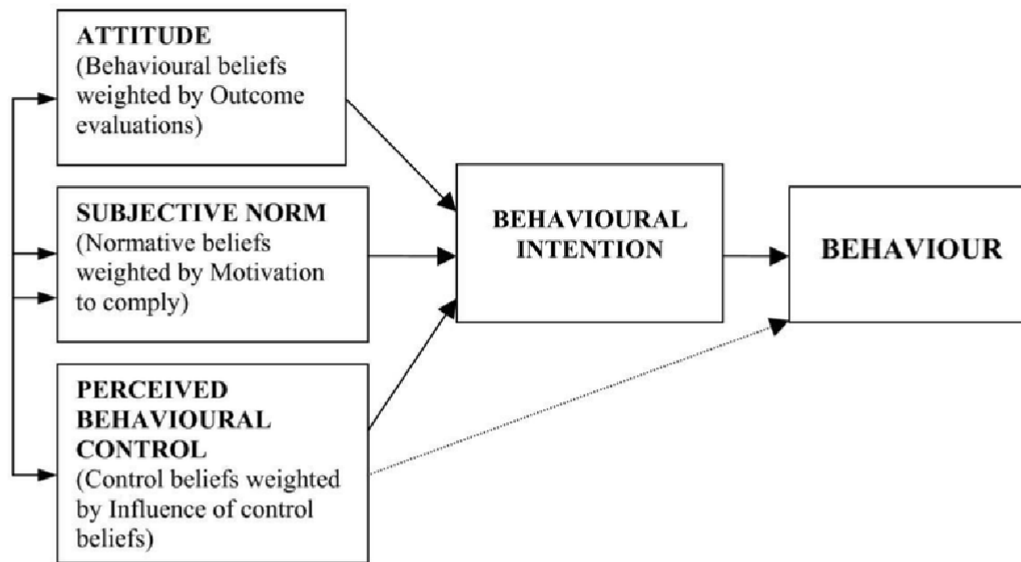 ATTITUDE
(Behavioural beliefs
weighted by Outcome
evaluations)
SUBJECTIVE NORM
(Normative beliefs
weighted by Motivation
to comply)
PERCEIVED
BEHAVIOURAL
CONTROL
(Control beliefs weighted
by Influence of control
beliefs)
BEHAVIOURAL
INTENTION
BEHAVIOUR